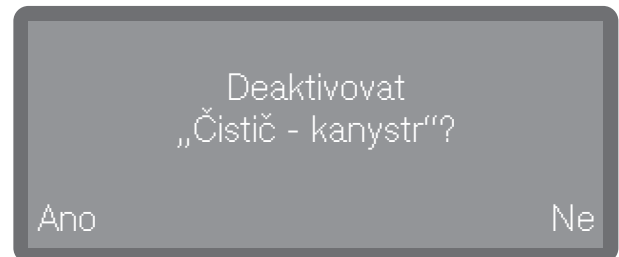 Deaktivovat
„Čistič - kanystr“?
Ano Ne